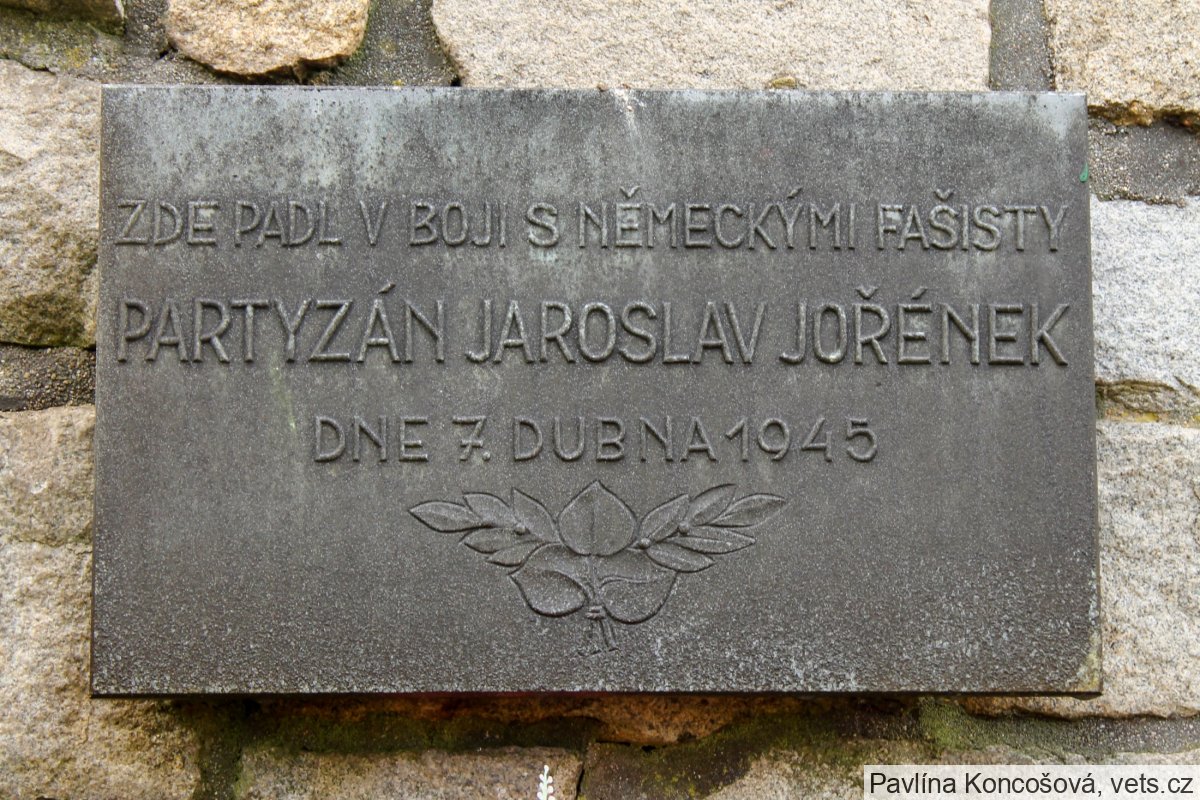 ZDE PADL V BOJI S NĚMECKÝMI FAŠISTY
PARTYZÁN JAROSLAV JOŘÉNEK
DNE 7. DUBNA 1945
Pavlína Koncošová, vets.cz